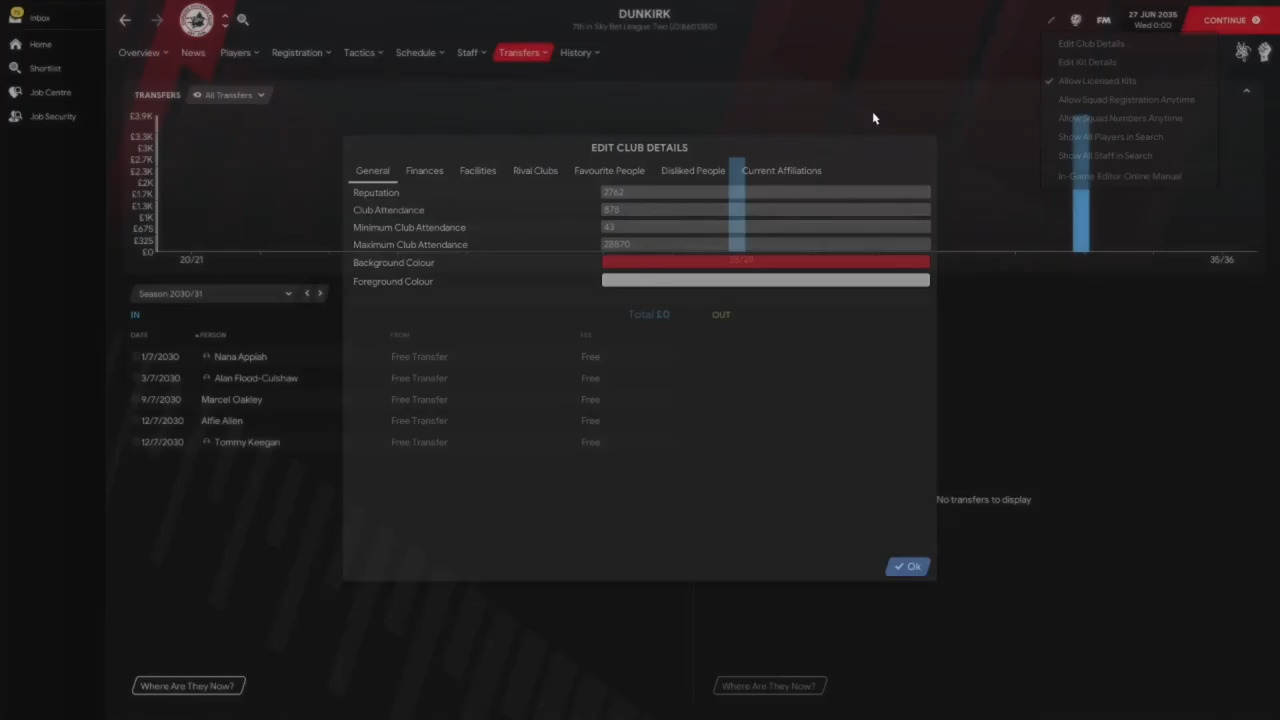 Inbox
Home
Shortlist
Job Centre
Job Security
DUNKIRK
FM
27 JUN 2035
Wed 0:00
CONTINUE
Overview
News
Players
Registration
Tactics
Schedule
Staff
Transfers
History
Edit Club Details
Edit Kit Details
Allow Licensed Kits
Allow Squad Registration Anytime
Allow Squad Numbers Anytime
Show All Players in Search
Show All Staff in Search
In-Game Editor Online Manual
TRANSFERS
All Transfers
£3.9K
£3.3K
£3K
£2.7K
£2.3K
£2K
£1.7K
£1.3K
£1K
£675
£325
£0
20/21
35/36
EDIT CLUB DETAILS
General
Finances
Facilities
Rival Clubs
Favourite People
Disliked People
Current Affiliations
Reputation 2762
Club Attendance 878
Minimum Club Attendance 43
Maximum Club Attendance 28870
Background Colour
Foreground Colour
Season 2030/31
IN
Total £0
OUT
DATE PERSON FROM FEE
1/7/2030 Nana Appiah Free Transfer Free
3/7/2030 Alan Flood-Culshaw Free Transfer Free
9/7/2030 Marcel Oakley Free Transfer Free
12/7/2030 Alfie Allen Free Transfer Free
12/7/2030 Tommy Keegan Free Transfer Free
No transfers to display
Ok
Where Are They Now?
Where Are They Now?